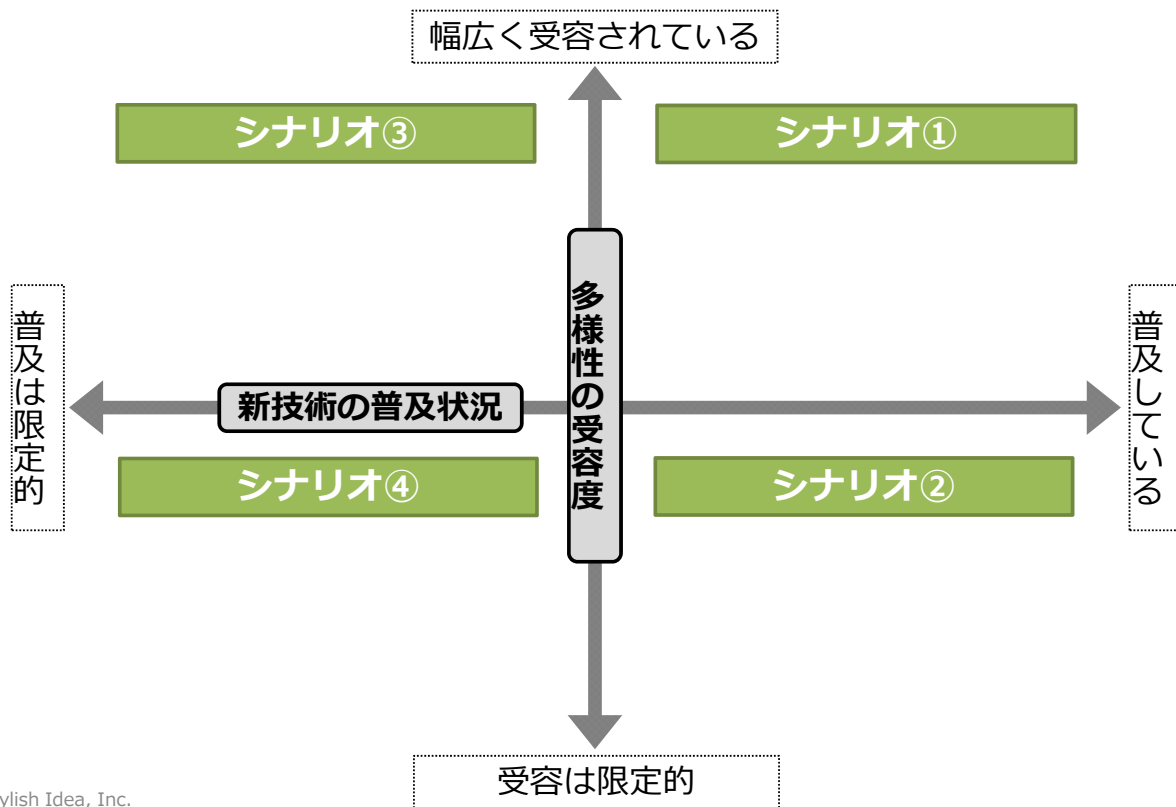 幅広く受容されている
シナリオ③
シナリオ①
多様性の受容度
普及は限定的
普及している
新技術の普及状況
シナリオ④
シナリオ②
受容は限定的
ylish Idea, Inc.